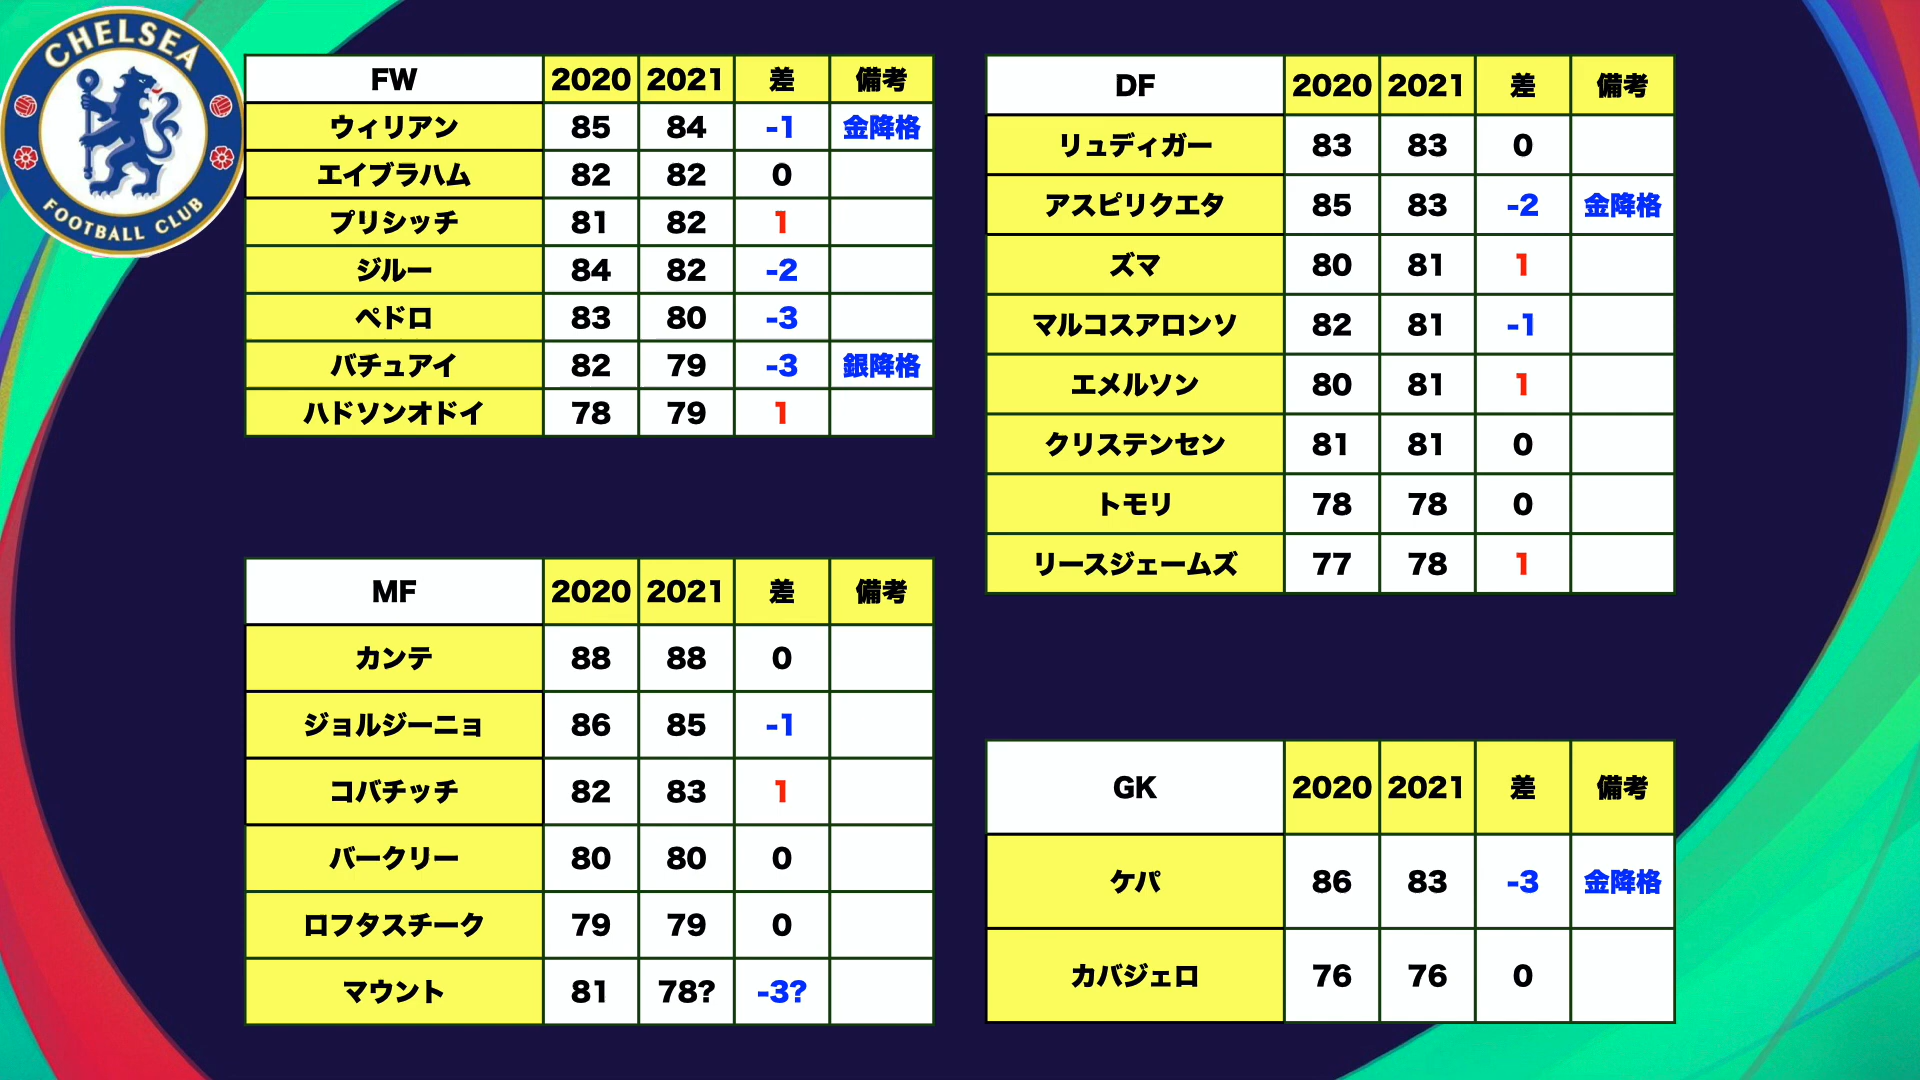 CHELSEA
FOOTBALL CLUB
FW 2020 2021 差 備考
ウィリアン 85 84 -1 金降格
エイブラハム 82 82 0
プリシッチ 81 82 1
ジルー 84 82 -2
ペドロ 83 80 -3
バチュアイ 82 79 -3 銀降格
ハドソンオドイ 78 79 1
MF 2020 2021 差 備考
カンテ 88 88 0
ジョルジーニョ 86 85 -1
コバチッチ 82 83 1
バークリー 80 80 0
ロフタスチーク 79 79 0
マウント 81 78? -3?
DF 2020 2021 差 備考
リュディガー 83 83 0
アスピリクエタ 85 83 -2 金降格
ズマ 80 81 1
マルコスアロンソ 82 81 -1
エメルソン 80 81 1
クリステンセン 81 81 0
トモリ 78 78 0
リースジェームズ 77 78 1
GK 2020 2021 差 備考
ケパ 86 83 -3 金降格
カバジェロ 76 76 0